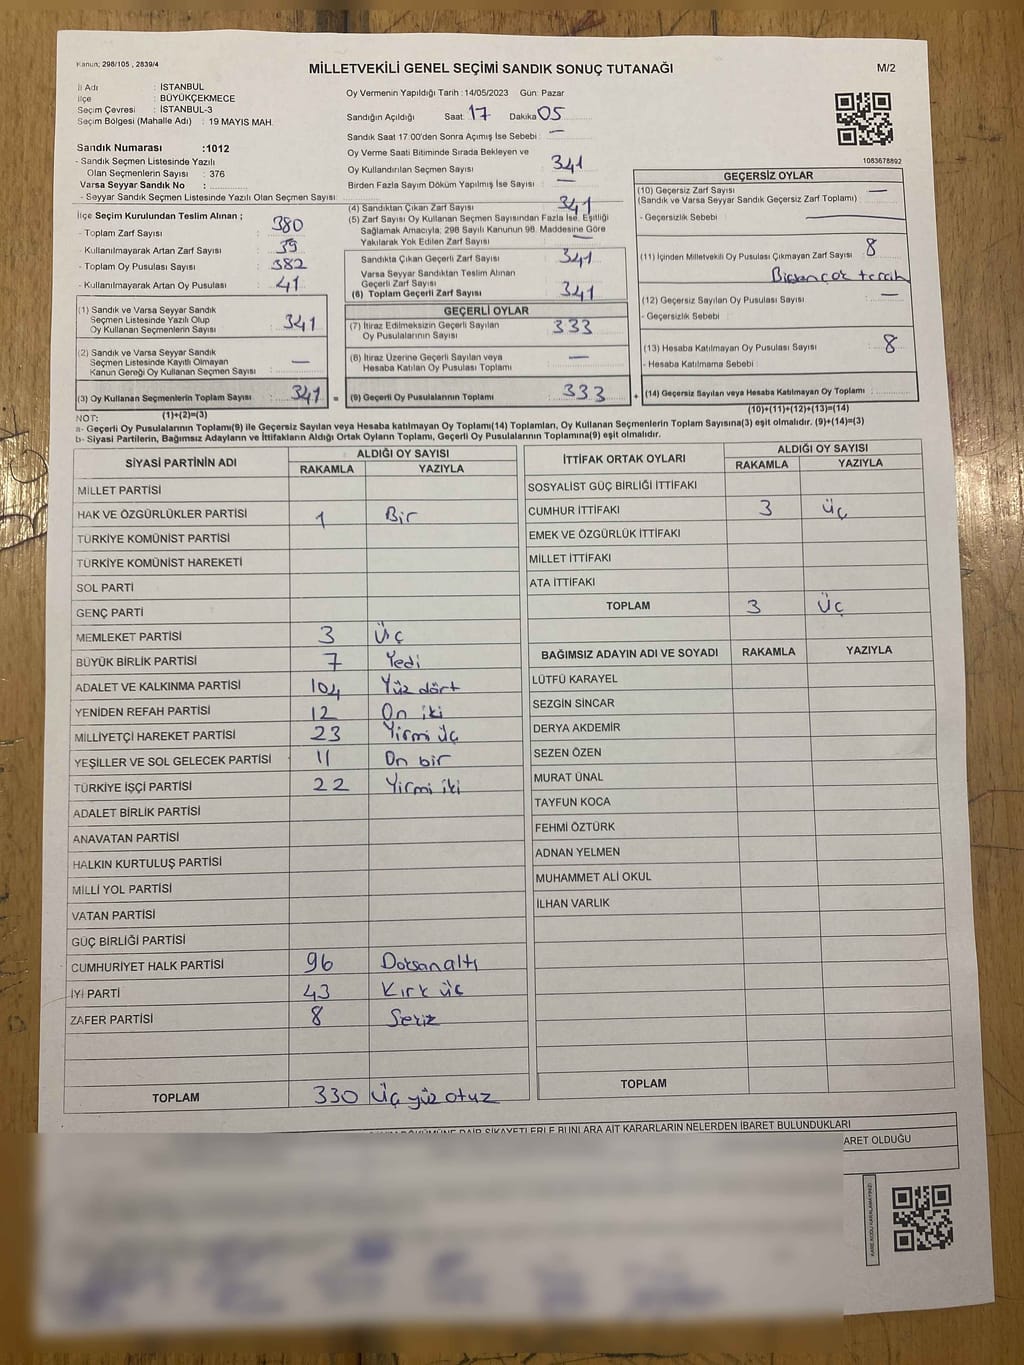 Kanun; 298/105 , 2839/4
MİLLETVEKİLİ GENEL SEÇİMİ SANDIK SONUÇ TUTANAĞI
M/2
İl Adı : İSTANBUL
İlçe : BÜYÜKÇEKMECE
Seçim Çevresi : İSTANBUL-3
Seçim Bölgesi (Mahalle Adı) : 19 MAYIS MAH.
Sandık Numarası :1012
- Sandık Seçmen Listesinde Yazılı
Olan Seçmenlerin Sayısı : 376
Varsa Seyyar Sandık No :
- Seyyar Sandık Seçmen Listesinde Yazılı Olan Seçmen Sayısı
İlçe Seçim Kurulundan Teslim Alınan ;
- Toplam Zarf Sayısı : 380
- Kullanılmayarak Artan Zarf Sayısı : 39
- Toplam Oy Pusulası Sayısı : 382
- Kullanılmayarak Artan Oy Pusulası : 41
(1) Sandık ve Varsa Seyyar Sandık
Seçmen Listesinde Yazılı Olup
Oy Kullanan Seçmenlerin Sayısı : 341
(2) Sandık ve Varsa Seyyar Sandık
Seçmen Listesinde Kayıtlı Olmayan
Kanun Gereği Oy Kullanan Seçmen Sayısı : —
(3) Oy Kullanan Seçmenlerin Toplam Sayısı : 341 =
(1)+(2)=(3)
Oy Vermenin Yapıldığı Tarih : 14/05/2023 Gün: Pazar
Sandığın Açıldığı Saat: 17 Dakika 05
Sandık Saat 17.00'den Sonra Açımış İse Sebebi : —
Oy Verme Saati Bitiminde Sırada Bekleyen ve
Oy Kullandırılan Seçmen Sayısı : 341
Birden Fazla Sayım Döküm Yapılmış İse Sayısı : —
(4) Sandıktan Çıkan Zarf Sayısı : 341
(5) Zarf Sayısı Oy Kullanan Seçmen Sayısından Fazla İse, Eşitliği
Sağlamak Amacıyla, 298 Sayılı Kanunun 98. Maddesine Göre
Yakılarak Yok Edilen Zarf Sayısı : —
Sandıkta Çıkan Geçerli Zarf Sayısı : 341
Varsa Seyyar Sandıktan Teslim Alınan
Geçerli Zarf Sayısı
(6) Toplam Geçerli Zarf Sayısı : 341
GEÇERLİ OYLAR
(7) İtiraz Edilmeksizin Geçerli Sayılan
Oy Pusulalarının Sayısı : 333
(8) İtiraz Üzerine Geçerli Sayılan veya
Hesaba Katılan Oy Pusulası Toplamı : —
(9) Geçerli Oy Pusulalarının Toplamı : 333 +
1083678892
GEÇERSİZ OYLAR
(10) Geçersiz Zarf Sayısı : —
(Sandık ve Varsa Seyyar Sandık Geçersiz Zarf Toplamı)
- Geçersizlik Sebebi : —
(11) İçinden Milletvekili Oy Pusulası Çıkmayan Zarf Sayısı : 8
Birden çok tercih
(12) Geçersiz Sayılan Oy Pusulası Sayısı : —
- Geçersizlik Sebebi :
(13) Hesaba Katılmayan Oy Pusulası Sayısı : 8
- Hesaba Katılmama Sebebi :
(14) Geçersiz Sayılan veya Hesaba Katılmayan Oy Toplamı :
(10)+(11)+(12)+(13)=(14)
NOT:
a- Geçerli Oy Pusulalarının Toplamı(9) ile Geçersiz Sayılan veya Hesaba katılmayan Oy Toplamı(14) Toplamları, Oy Kullanan Seçmenlerin Toplam Sayısına(3) eşit olmalıdır. (9)+(14)=(3)
b- Siyasi Partilerin, Bağımsız Adayların ve İttifakların Aldığı Ortak Oyların Toplamı, Geçerli Oy Pusulalarının Toplamına(9) eşit olmalıdır.
SİYASİ PARTİNİN ADI ALDIĞI OY SAYISI
RAKAMLA YAZIYLA
MİLLET PARTİSİ
HAK VE ÖZGÜRLÜKLER PARTİSİ 1 Bir
TÜRKİYE KOMÜNİST PARTİSİ
TÜRKİYE KOMÜNİST HAREKETİ
SOL PARTİ
GENÇ PARTİ
MEMLEKET PARTİSİ 3 Üç
BÜYÜK BİRLİK PARTİSİ 7 Yedi
ADALET VE KALKINMA PARTİSİ 104 Yüz dört
YENİDEN REFAH PARTİSİ 12 On iki
MİLLİYETÇİ HAREKET PARTİSİ 23 Yirmi üç
YEŞİLLER VE SOL GELECEK PARTİSİ 11 On bir
TÜRKİYE İŞÇİ PARTİSİ 22 Yirmi iki
ADALET BİRLİK PARTİSİ
ANAVATAN PARTİSİ
HALKIN KURTULUŞ PARTİSİ
MİLLİ YOL PARTİSİ
VATAN PARTİSİ
GÜÇ BİRLİĞİ PARTİSİ
CUMHURİYET HALK PARTİSİ 96 Doksanaltı
İYİ PARTİ 43 Kırk üç
ZAFER PARTİSİ 8 Sekiz
TOPLAM 330 Üç yüz otuz
İTTİFAK ORTAK OYLARI ALDIĞI OY SAYISI
RAKAMLA YAZIYLA
SOSYALİST GÜÇ BİRLİĞİ İTTİFAKI
CUMHUR İTTİFAKI 3 Üç
EMEK VE ÖZGÜRLÜK İTTİFAKI
MİLLET İTTİFAKI
ATA İTTİFAKI
TOPLAM 3 Üç
BAĞIMSIZ ADAYIN ADI VE SOYADI RAKAMLA YAZIYLA
LÜTFÜ KARAYEL
SEZGİN SİNCAR
DERYA AKDEMİR
SEZEN ÖZEN
MURAT ÜNAL
TAYFUN KOCA
FEHMİ ÖZTÜRK
ADNAN YELMEN
MUHAMMET ALİ OKUL
İLHAN VARLIK
TOPLAM
DÖKÜMÜNE DAİR ŞİKAYETLERLE BUNLARA AİT KARARLARIN NELERDEN İBARET BULUNDUKLARI
ARET OLDUĞU